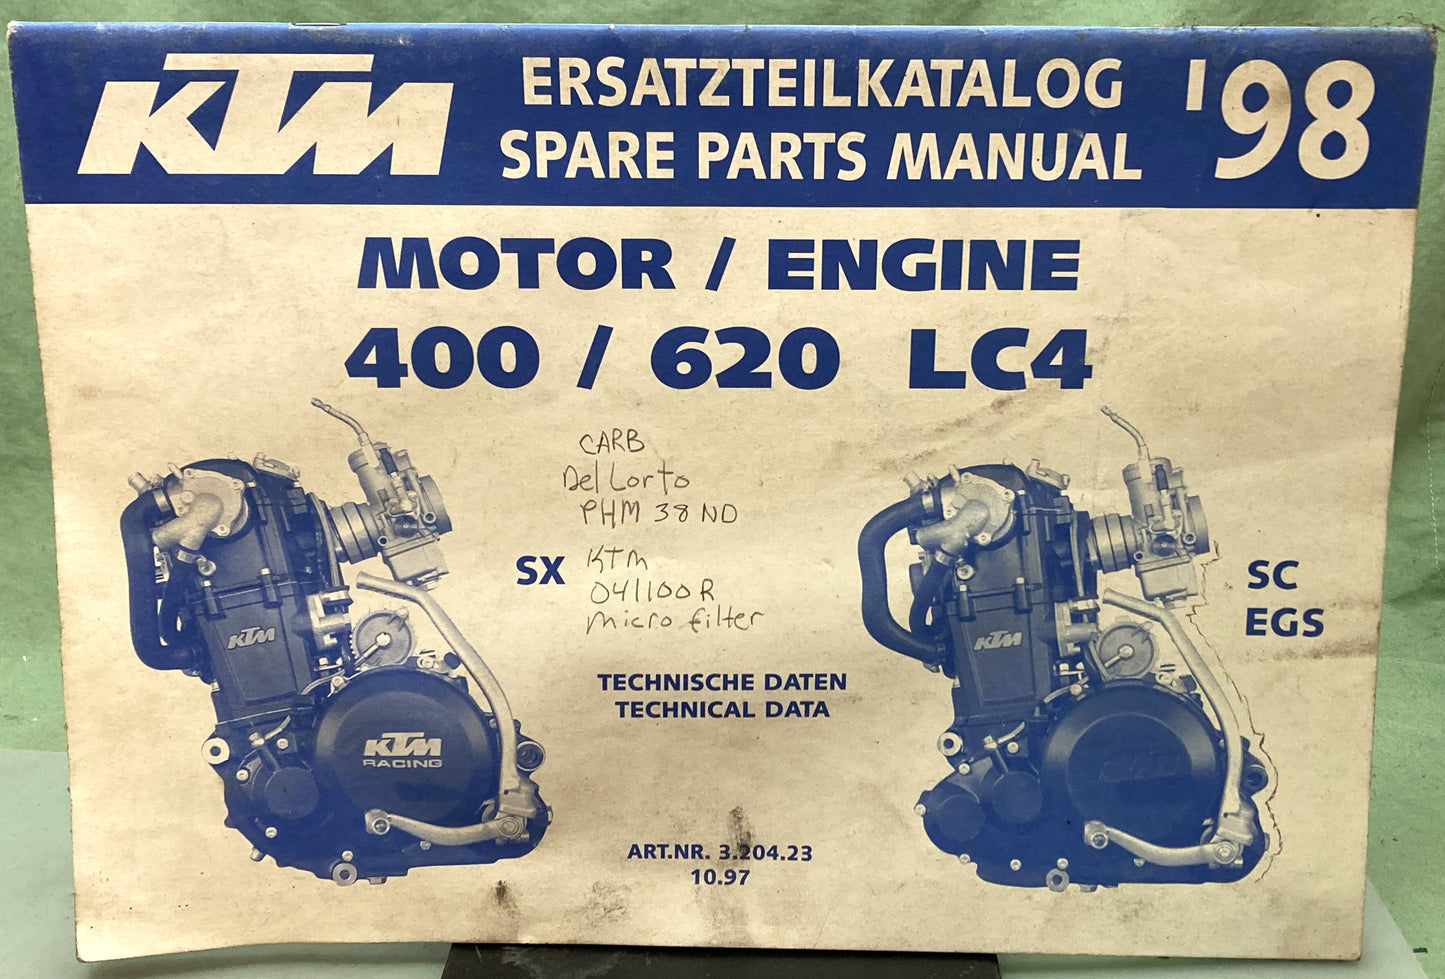 KTM
ERSATZTEILKATALOG
SPARE PARTS MANUAL
'98
MOTOR / ENGINE
400 / 620 LC4
CARB
Del Lorto
PHM 38 ND
SX
KTM
041100R
micro filter
SC
EGS
KTM
KTM
KTM
RACING
KTM
TECHNISCHE DATEN
TECHNICAL DATA
ART.NR. 3.204.23
10.97